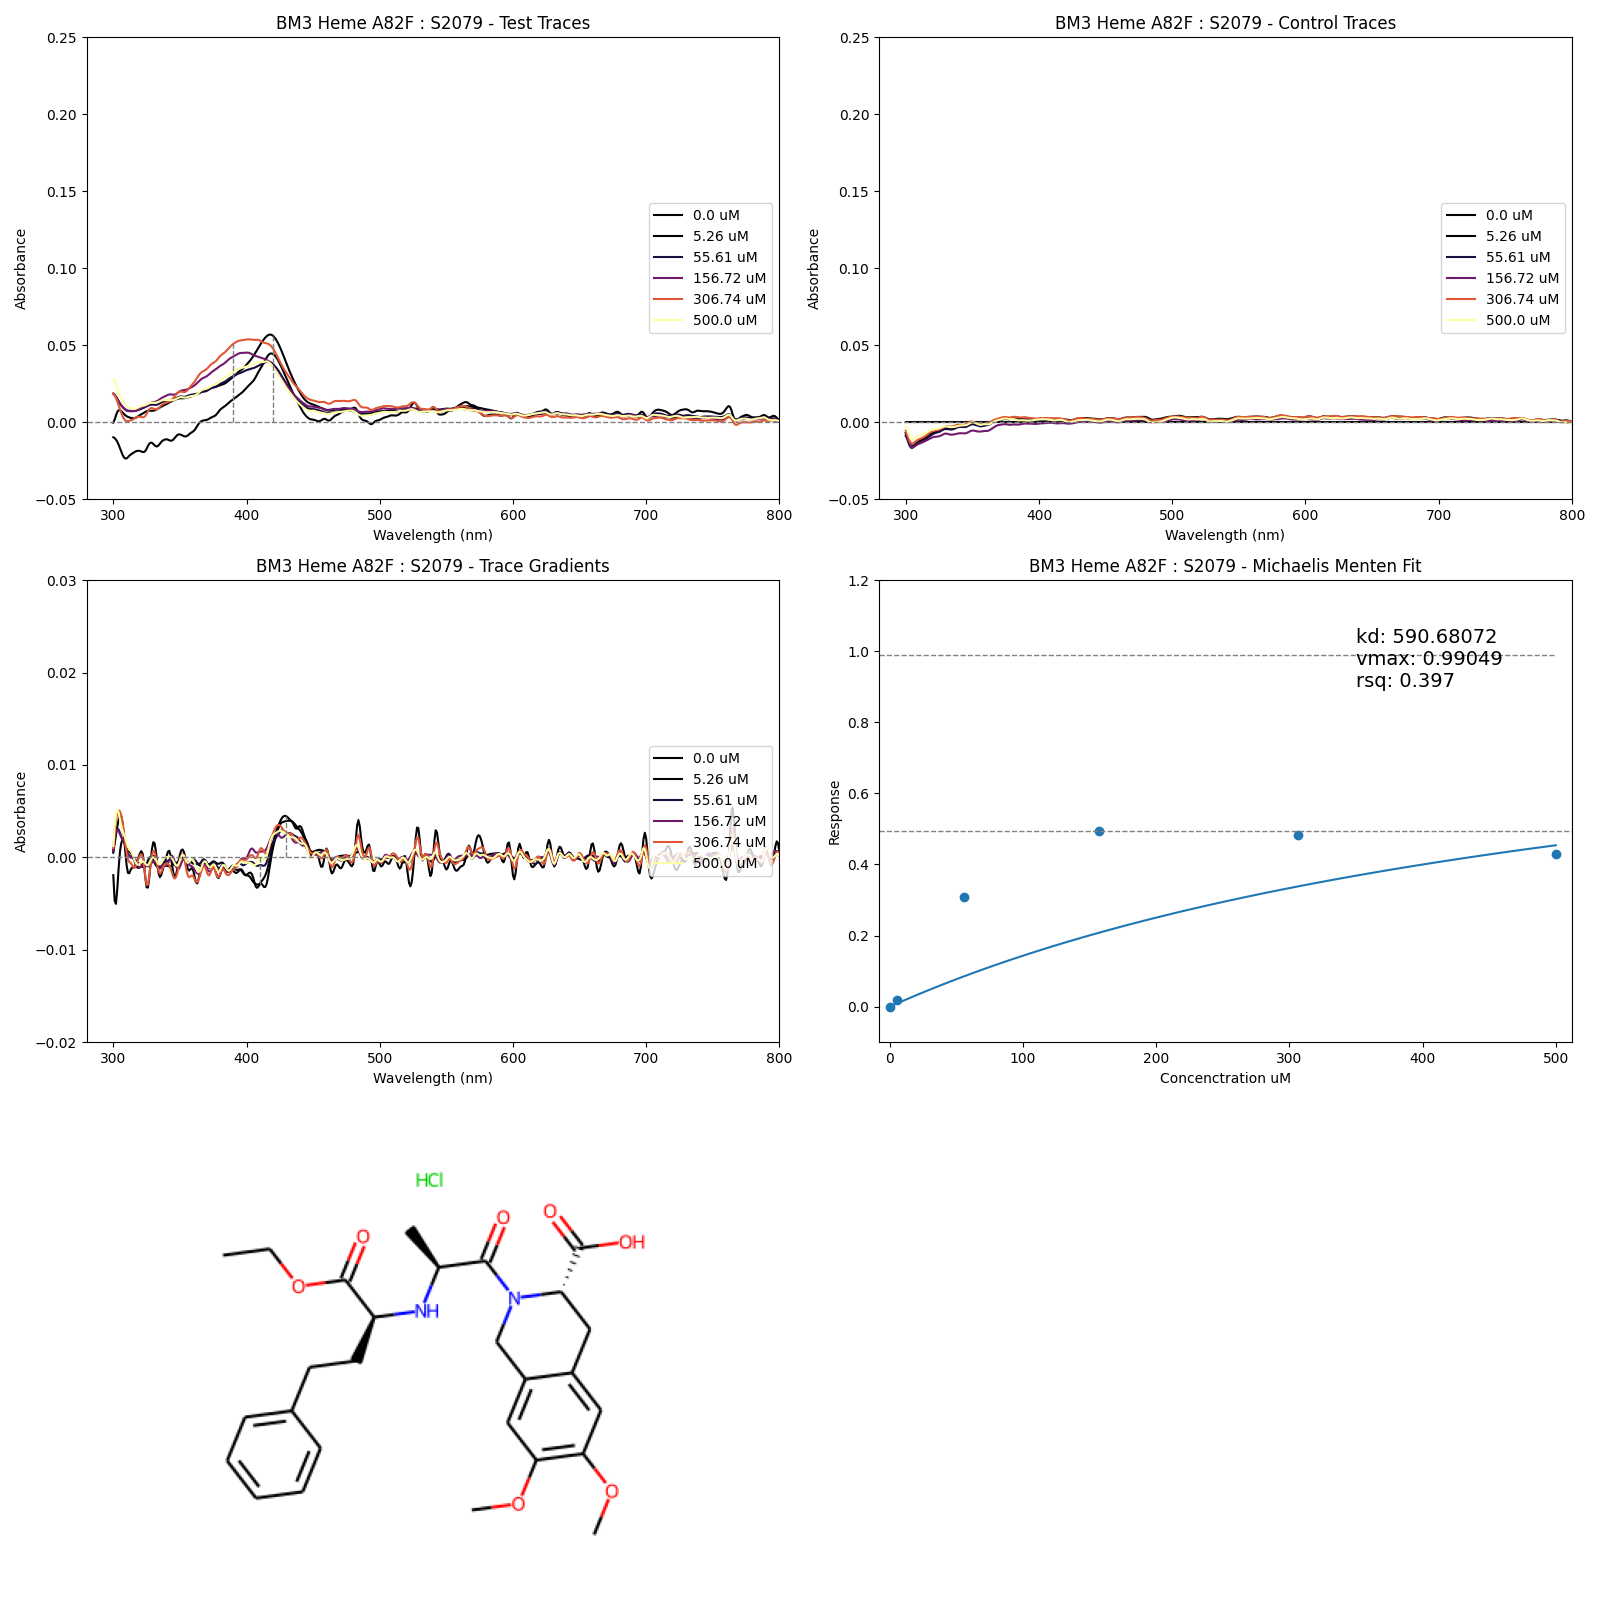 BM3 Heme A82F : S2079 - Test Traces
0.25
0.20
0.15
0.10
0.05
0.00
−0.05
Absorbance
300 400 500 600 700 800
Wavelength (nm)
0.0 uM
5.26 uM
55.61 uM
156.72 uM
306.74 uM
500.0 uM
BM3 Heme A82F : S2079 - Control Traces
0.25
0.20
0.15
0.10
0.05
0.00
−0.05
Absorbance
300 400 500 600 700 800
Wavelength (nm)
0.0 uM
5.26 uM
55.61 uM
156.72 uM
306.74 uM
500.0 uM
BM3 Heme A82F : S2079 - Trace Gradients
0.03
0.02
0.01
0.00
−0.01
−0.02
Absorbance
300 400 500 600 700 800
Wavelength (nm)
0.0 uM
5.26 uM
55.61 uM
156.72 uM
306.74 uM
500.0 uM
BM3 Heme A82F : S2079 - Michaelis Menten Fit
1.2
1.0
0.8
0.6
0.4
0.2
0.0
Response
kd: 590.68072
vmax: 0.99049
rsq: 0.397
0 100 200 300 400 500
Concenctration uM
HCl
O
O
O
OH
O
O
NH
N
O
O